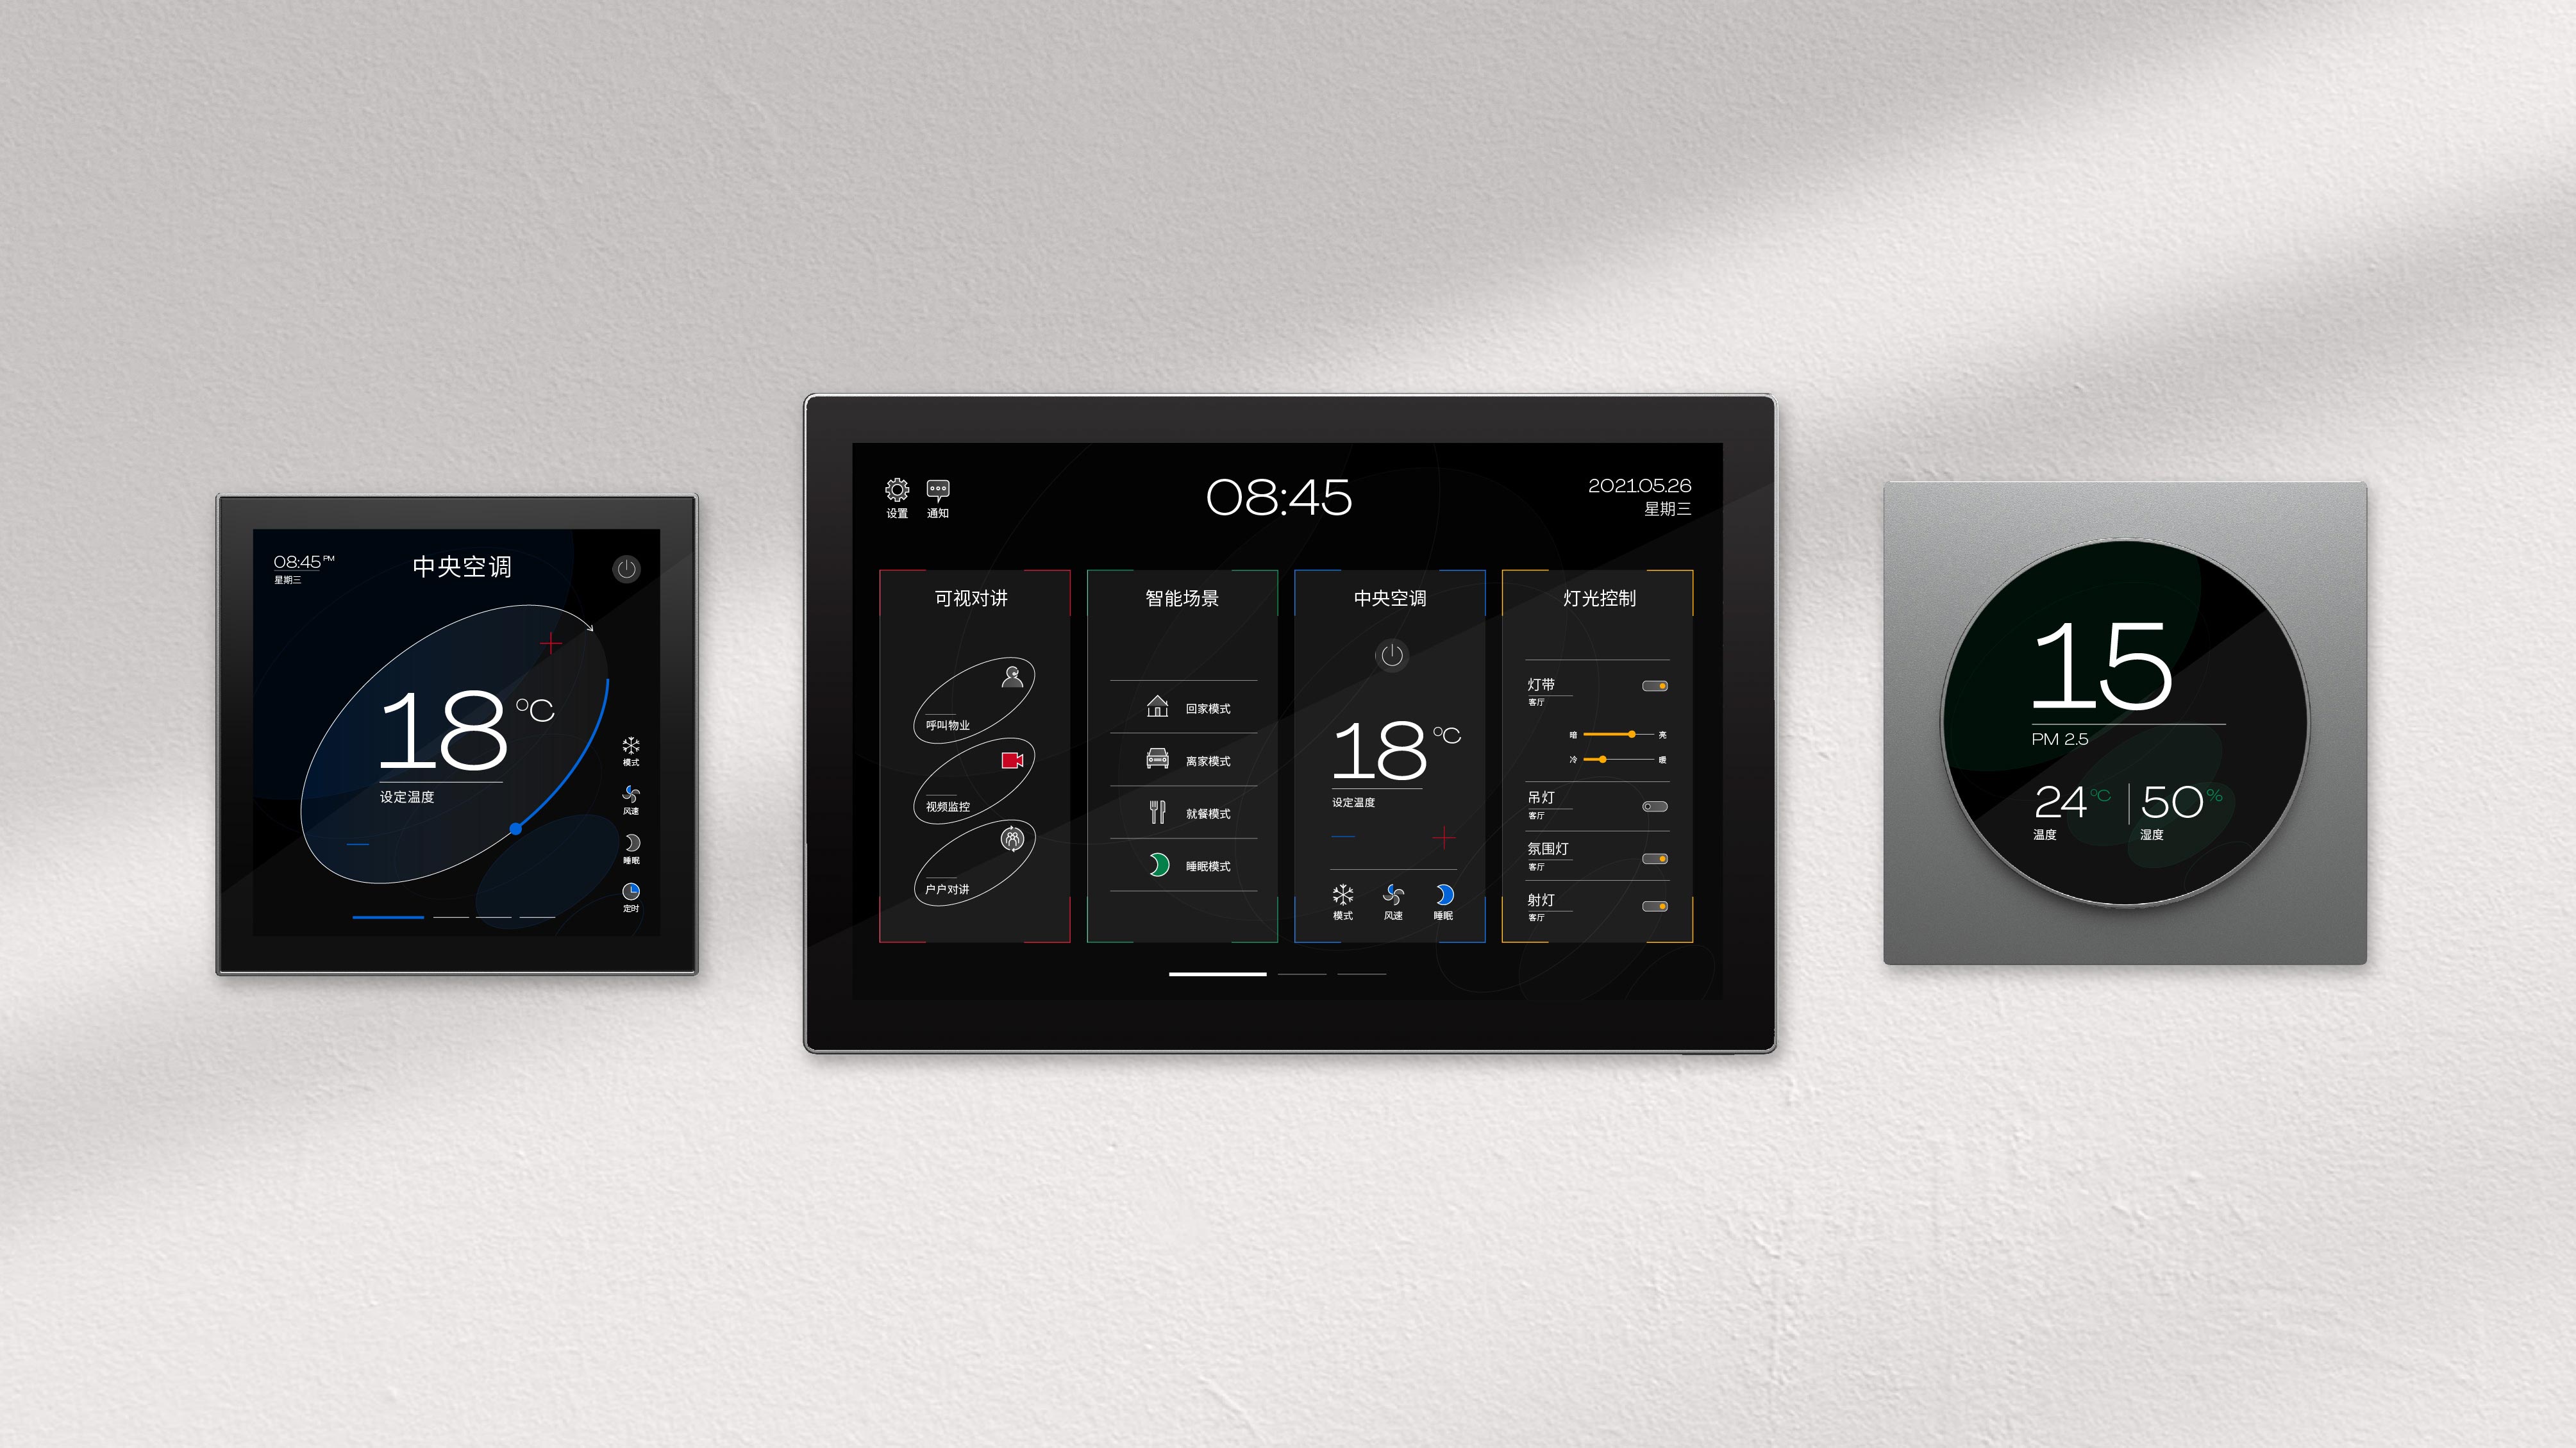 08:45 PM
星期三
中央空调
18 °C
设定温度
模式
风速
睡眠
定时
设置
通知
08:45
2021.05.26
星期三
可视对讲
呼叫物业
视频监控
户户对讲
智能场景
回家模式
离家模式
就餐模式
睡眠模式
中央空调
18 °C
设定温度
模式
风速
睡眠
灯光控制
灯带
客厅
暗
亮
冷
暖
吊灯
客厅
氛围灯
客厅
射灯
客厅
15
PM 2.5
24 °C
温度
50 %
湿度